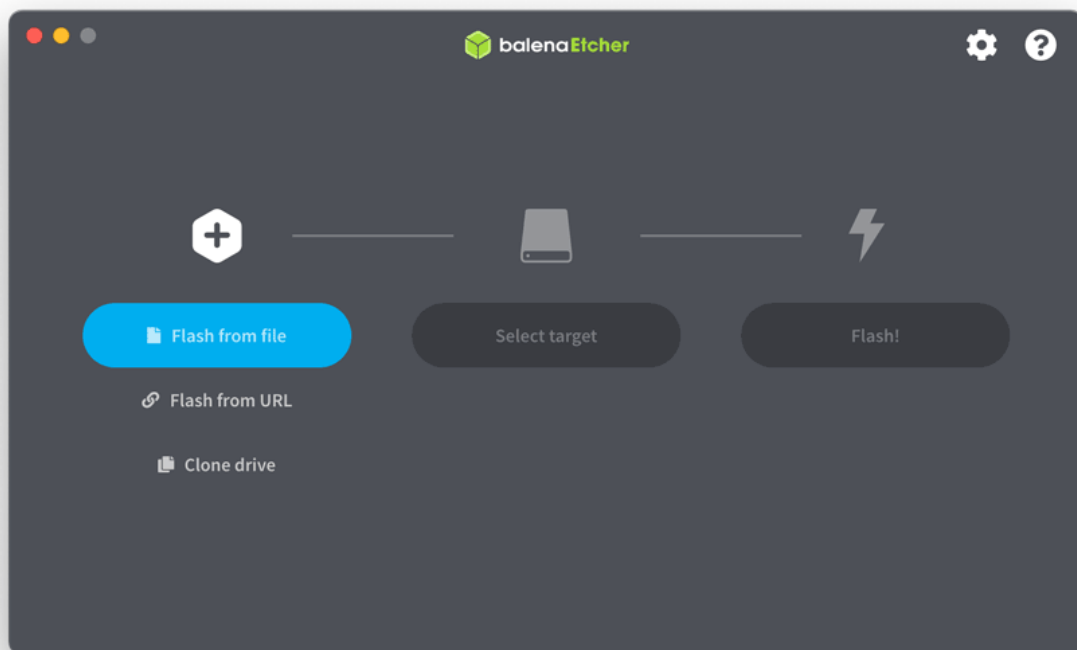 balenaEtcher
Flash from file
Select target
Flash!
Flash from URL
Clone drive